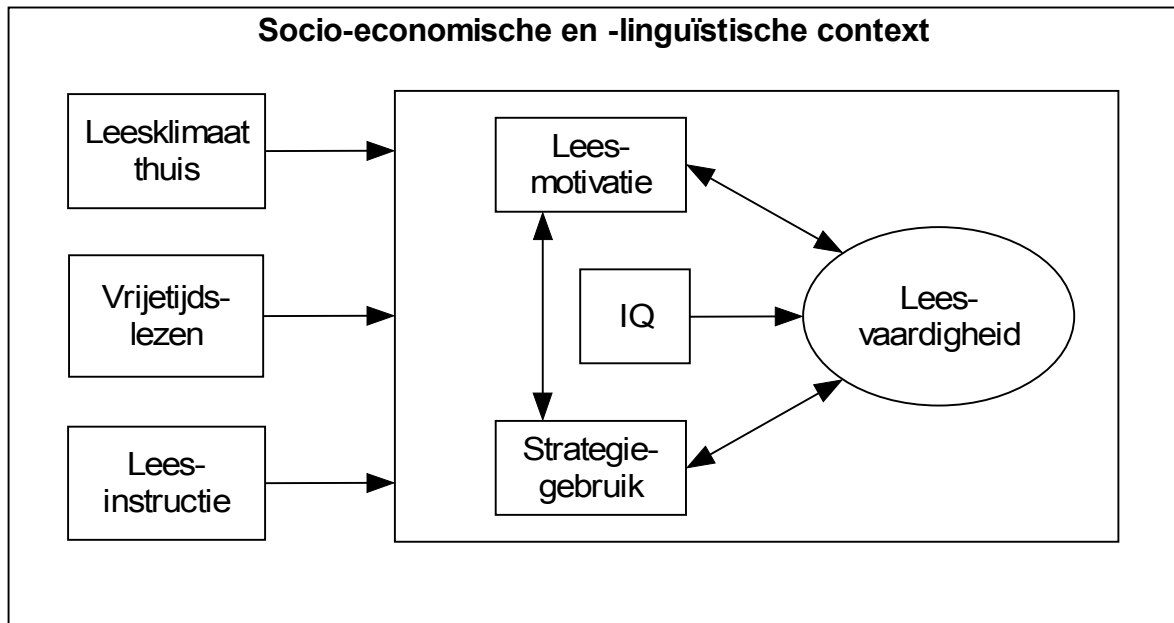 Socio-economische en -linguïstische context
Leesklimaat
thuis
Vrijetijds-
lezen
Lees-
instructie
Lees-
motivatie
IQ
Strategie-
gebruik
Lees-
vaardigheid